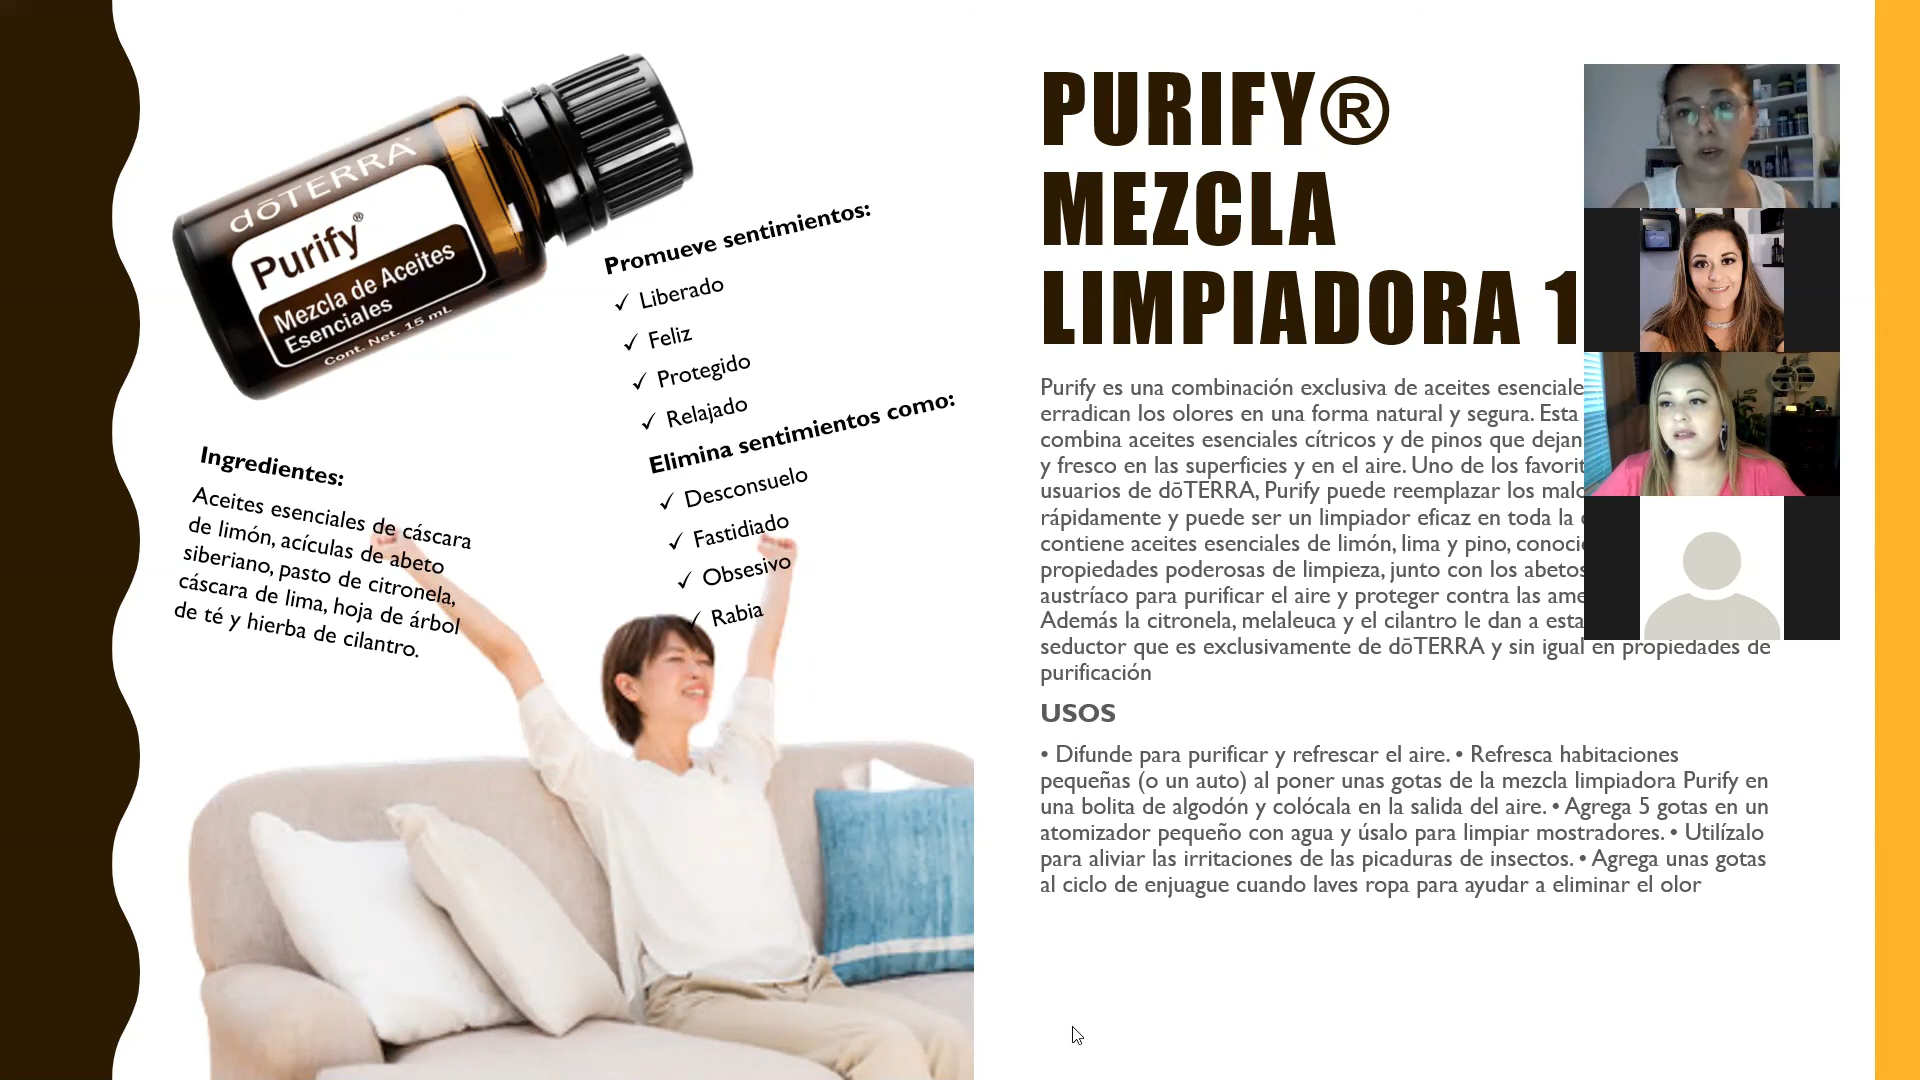 dōTERRA
Purify®
Mezcla de Aceites
Esenciales
Cont. Net. 15 mL
Promueve sentimientos:
✓ Liberado
✓ Feliz
✓ Protegido
✓ Relajado
Elimina sentimientos como:
✓ Desconsuelo
✓ Fastidiado
✓ Obsesivo
✓ Rabia
Ingredientes:
Aceites esenciales de cáscara
de limón, acículas de abeto
siberiano, pasto de citronela,
cáscara de lima, hoja de árbol
de té y hierba de cilantro.
PURIFY®
MEZCLA
LIMPIADORA 1
Purify es una combinación exclusiva de aceites esenciale
erradican los olores en una forma natural y segura. Esta
combina aceites esenciales cítricos y de pinos que dejan
y fresco en las superficies y en el aire. Uno de los favorit
usuarios de dōTERRA, Purify puede reemplazar los malo
rápidamente y puede ser un limpiador eficaz en toda la
contiene aceites esenciales de limón, lima y pino, conoci
propiedades poderosas de limpieza, junto con los abetos
austríaco para purificar el aire y proteger contra las ame
Además la citronela, melaleuca y el cilantro le dan a esta
seductor que es exclusivamente de dōTERRA y sin igual en propiedades de
purificación
USOS
• Difunde para purificar y refrescar el aire. • Refresca habitaciones
pequeñas (o un auto) al poner unas gotas de la mezcla limpiadora Purify en
una bolita de algodón y colócala en la salida del aire. • Agrega 5 gotas en un
atomizador pequeño con agua y úsalo para limpiar mostradores. • Utilízalo
para aliviar las irritaciones de las picaduras de insectos. • Agrega unas gotas
al ciclo de enjuague cuando laves ropa para ayudar a eliminar el olor